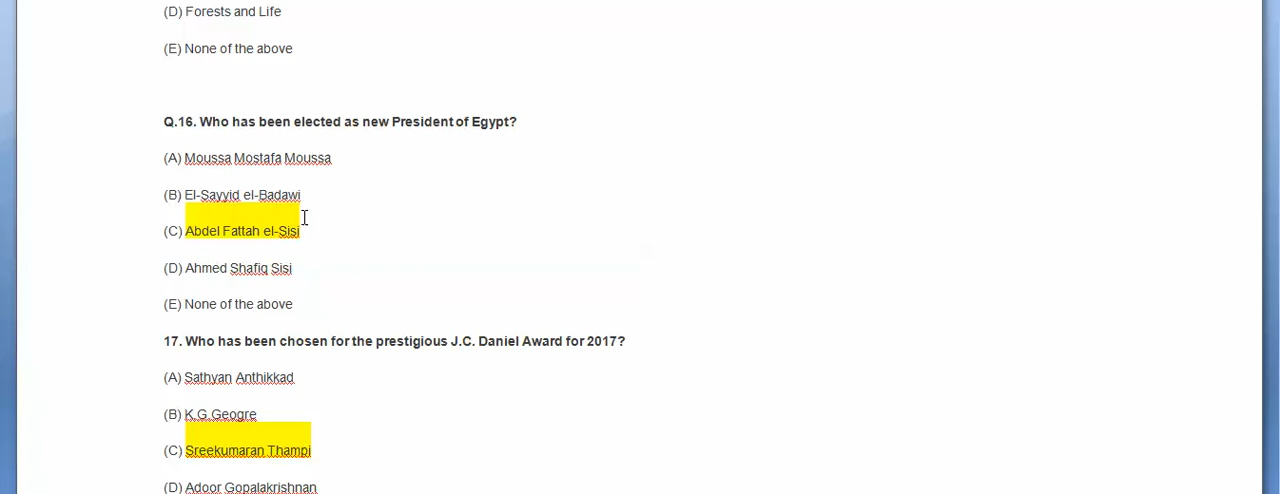 (D) Forests and Life
(E) None of the above
Q.16. Who has been elected as new President of Egypt?
(A) Moussa Mostafa Moussa
(B) El-Sayyid el-Badawi
(C) Abdel Fattah el-Sisi
(D) Ahmed Shafiq Sisi
(E) None of the above
17. Who has been chosen for the prestigious J.C. Daniel Award for 2017?
(A) Sathyan Anthikkad
(B) K.G.Geogre
(C) Sreekumaran Thampi
(D) Adoor Gopalakrishnan